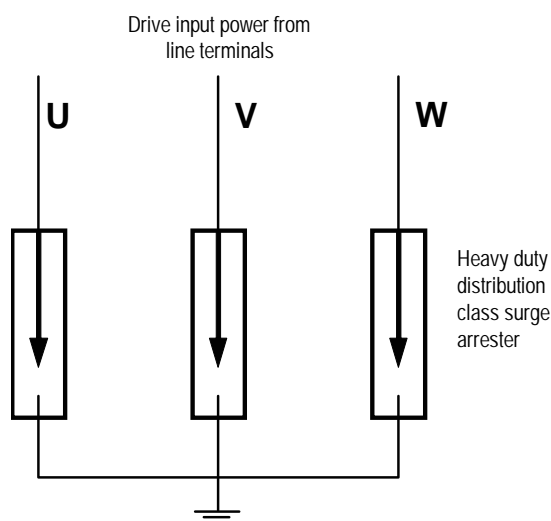 Drive input power from
line terminals
U
V
W
Heavy duty
distribution
class surge
arrester